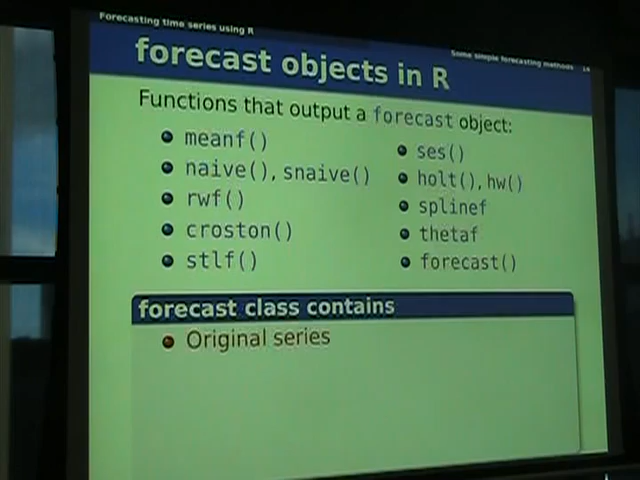 Forecasting time series using R
Some simple forecasting methods 14
forecast objects in R
Functions that output a forecast object:
meanf()
naive(), snaive()
rwf()
croston()
stlf()
ses()
holt(), hw()
splinef
thetaf
forecast()
forecast class contains
Original series